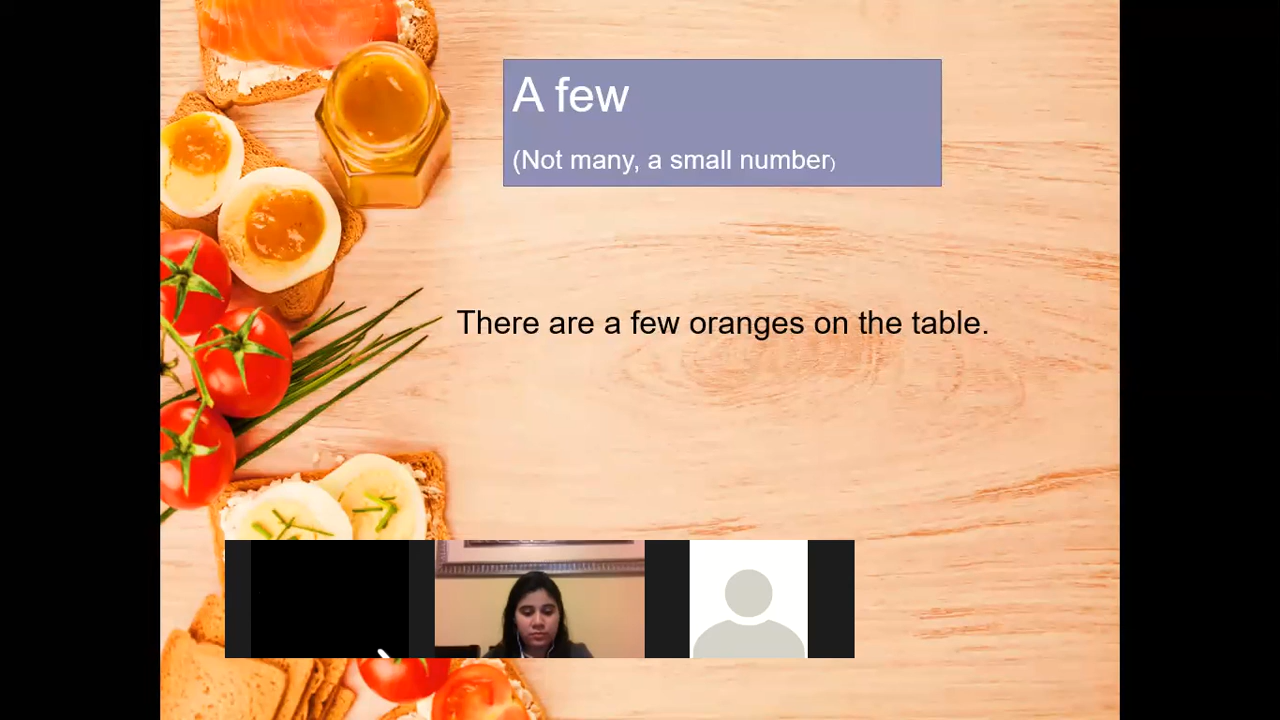 A few
(Not many, a small number)
There are a few oranges on the table.